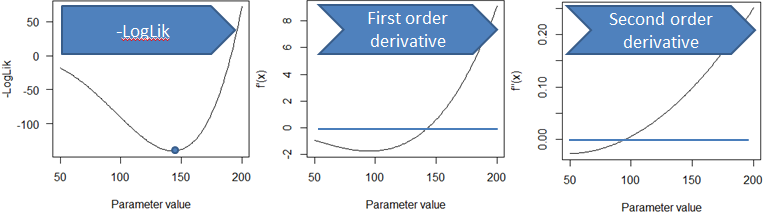 -LogLik
-LogLik
0
-50
-100
50
100
150
200
Parameter value
First order
derivative
f'(x)
8
6
4
2
0
-2
50
100
150
200
Parameter value
Second order
derivative
f''(x)
0.20
0.10
0.00
50
100
150
200
Parameter value
50